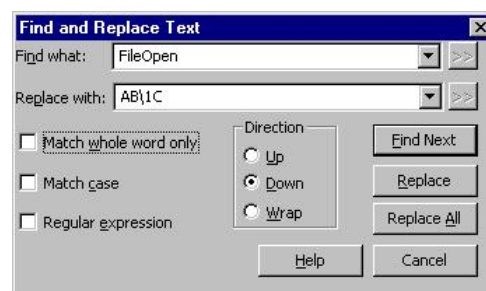 Find and Replace Text
Find what: FileOpen >>
Replace with: AB\1C >>
Match whole word only
Match case
Regular expression
Direction
Up
Down
Wrap
Find Next
Replace
Replace All
Help
Cancel